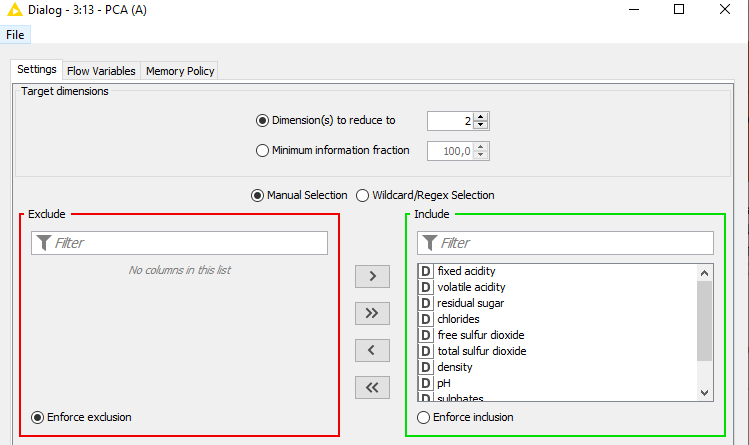 Dialog - 3:13 - PCA (A)
File
Settings
Flow Variables
Memory Policy
Target dimensions
Dimension(s) to reduce to
2
Minimum information fraction
100,0
Manual Selection
Wildcard/Regex Selection
Exclude
Filter
No columns in this list
Enforce exclusion
>
>>
<
<<
Include
Filter
D fixed acidity
D volatile acidity
D residual sugar
D chlorides
D free sulfur dioxide
D total sulfur dioxide
D density
D pH
D sulphates
Enforce inclusion